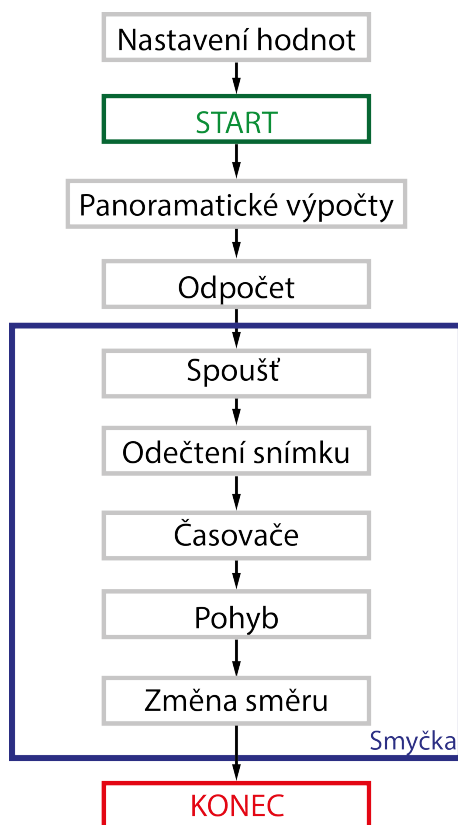 Nastavení hodnot
START
Panoramatické výpočty
Odpočet
Spoušť
Odečtení snímku
Časovače
Pohyb
Změna směru
Smyčka
KONEC